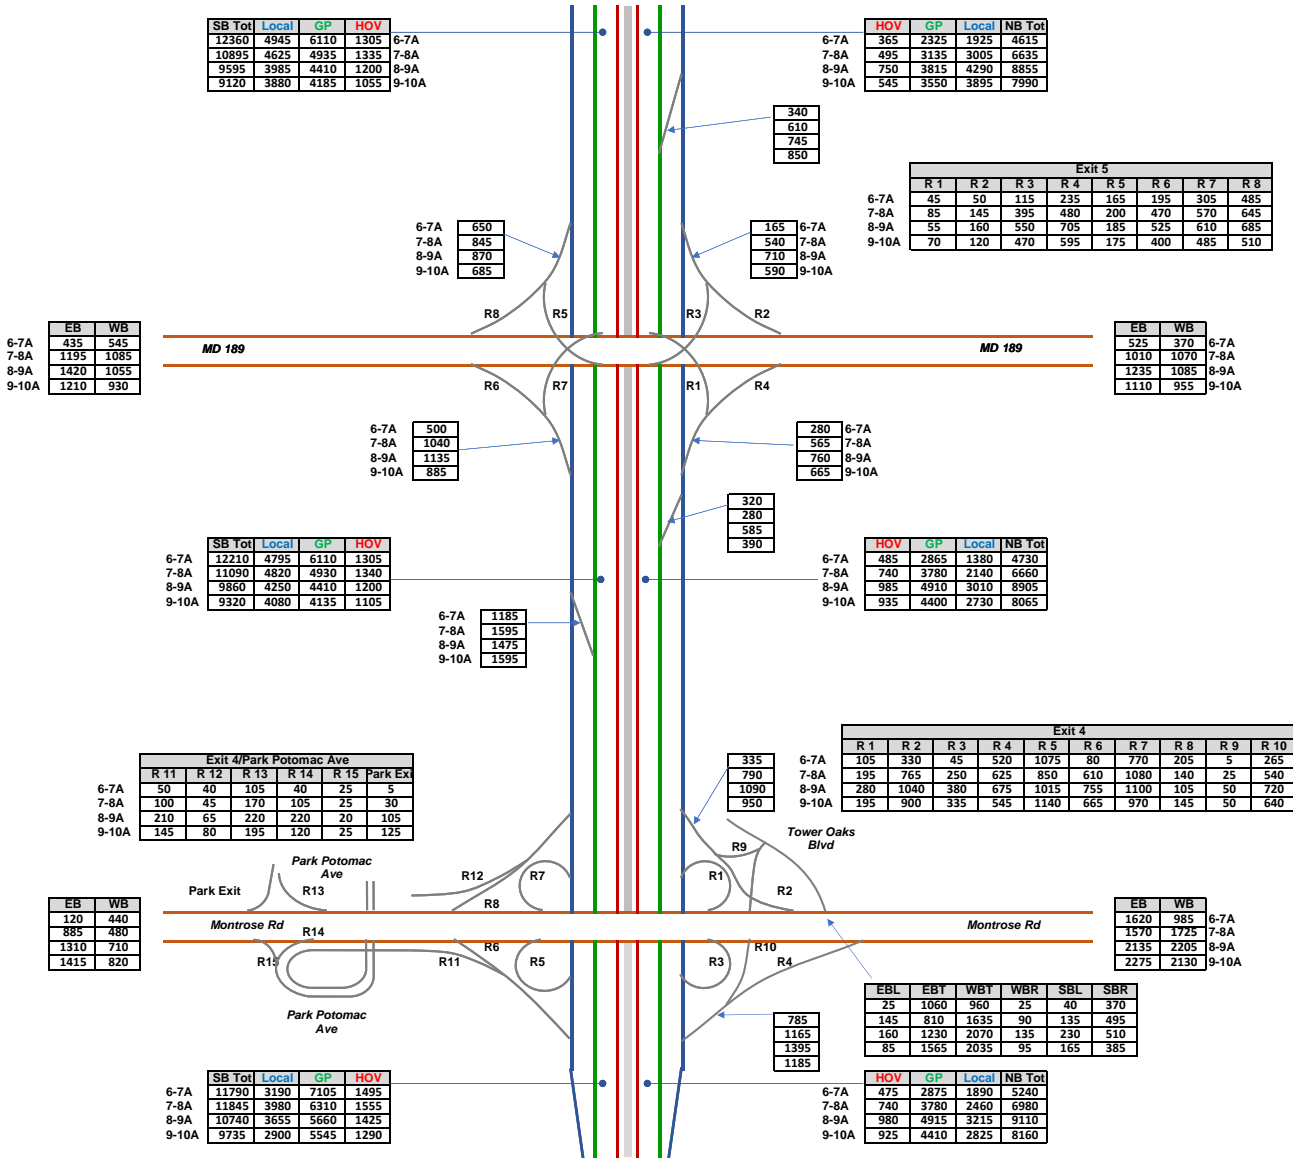 SB Tot Local GP HOV
12360 4945 6110 1305 6-7A
10895 4625 4935 1335 7-8A
9595 3985 4410 1200 8-9A
9120 3880 4185 1055 9-10A
HOV GP Local NB Tot
6-7A 365 2325 1925 4615
7-8A 495 3135 3005 6635
8-9A 750 3815 4290 8855
9-10A 545 3550 3895 7990
340
610
745
850
Exit 5
R 1 R 2 R 3 R 4 R 5 R 6 R 7 R 8
6-7A 45 50 115 235 165 195 305 485
7-8A 85 145 395 480 200 470 570 645
8-9A 55 160 550 705 185 525 610 685
9-10A 70 120 470 595 175 400 485 510
6-7A 650
7-8A 845
8-9A 870
9-10A 685
165 6-7A
540 7-8A
710 8-9A
590 9-10A
R8 R5 R3 R2
EB WB
6-7A 435 545
7-8A 1195 1085
8-9A 1420 1055
9-10A 1210 930
MD 189
MD 189
EB WB
525 370 6-7A
1010 1070 7-8A
1235 1085 8-9A
1110 955 9-10A
R6 R7 R1 R4
6-7A 500
7-8A 1040
8-9A 1135
9-10A 885
280 6-7A
565 7-8A
760 8-9A
665 9-10A
320
280
585
390
SB Tot Local GP HOV
6-7A 12210 4795 6110 1305
7-8A 11090 4820 4930 1340
8-9A 9860 4250 4410 1200
9-10A 9320 4080 4135 1105
HOV GP Local NB Tot
6-7A 485 2865 1380 4730
7-8A 740 3780 2140 6660
8-9A 985 4910 3010 8905
9-10A 935 4400 2730 8065
6-7A 1185
7-8A 1595
8-9A 1475
9-10A 1595
Exit 4/Park Potomac Ave
R 11 R 12 R 13 R 14 R 15 Park Exi
6-7A 50 40 105 40 25 5
7-8A 100 45 170 105 25 30
8-9A 210 65 220 220 20 105
9-10A 145 80 195 120 25 125
335
790
1090
950
Exit 4
R 1 R 2 R 3 R 4 R 5 R 6 R 7 R 8 R 9 R 10
6-7A 105 330 45 520 1075 80 770 205 5 265
7-8A 195 765 250 625 850 610 1080 140 25 540
8-9A 280 1040 380 675 1015 755 1100 105 50 720
9-10A 195 900 335 545 1140 665 970 145 50 640
Tower Oaks
Blvd
Park Potomac
Ave
Park Exit R13 R12 R7 R8 R9 R1 R2
EB WB
120 440
885 480
1310 710
1415 820
Montrose Rd
Montrose Rd
EB WB
1620 985 6-7A
1570 1725 7-8A
2135 2205 8-9A
2275 2130 9-10A
R14 R15 R11 R6 R5 R3 R10 R4
Park Potomac
Ave
EBL EBT WBT WBR SBL SBR
25 1060 960 25 40 370
145 810 1635 90 135 495
160 1230 2070 135 230 510
85 1565 2035 95 165 385
785
1165
1395
1185
SB Tot Local GP HOV
6-7A 11790 3190 7105 1495
7-8A 11845 3980 6310 1555
8-9A 10740 3655 5660 1425
9-10A 9735 2900 5545 1290
HOV GP Local NB Tot
6-7A 475 2875 1890 5240
7-8A 740 3780 2460 6980
8-9A 980 4915 3215 9110
9-10A 925 4410 2825 8160